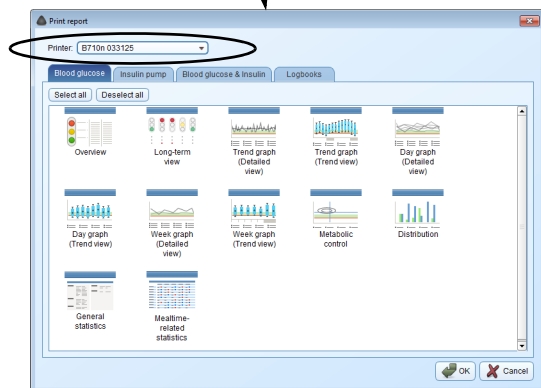 Print report
Printer: B710n 033125
Blood glucose
Insulin pump
Blood glucose & Insulin
Logbooks
Select all
Deselect all
Overview
Long-term
view
Trend graph
(Detailed
view)
Trend graph
(Trend view)
Day graph
(Detailed
view)
Day graph
(Trend view)
Week graph
(Detailed
view)
Week graph
(Trend view)
Metabolic
control
Distribution
General
statistics
Mealtime-
related
statistics
OK
Cancel